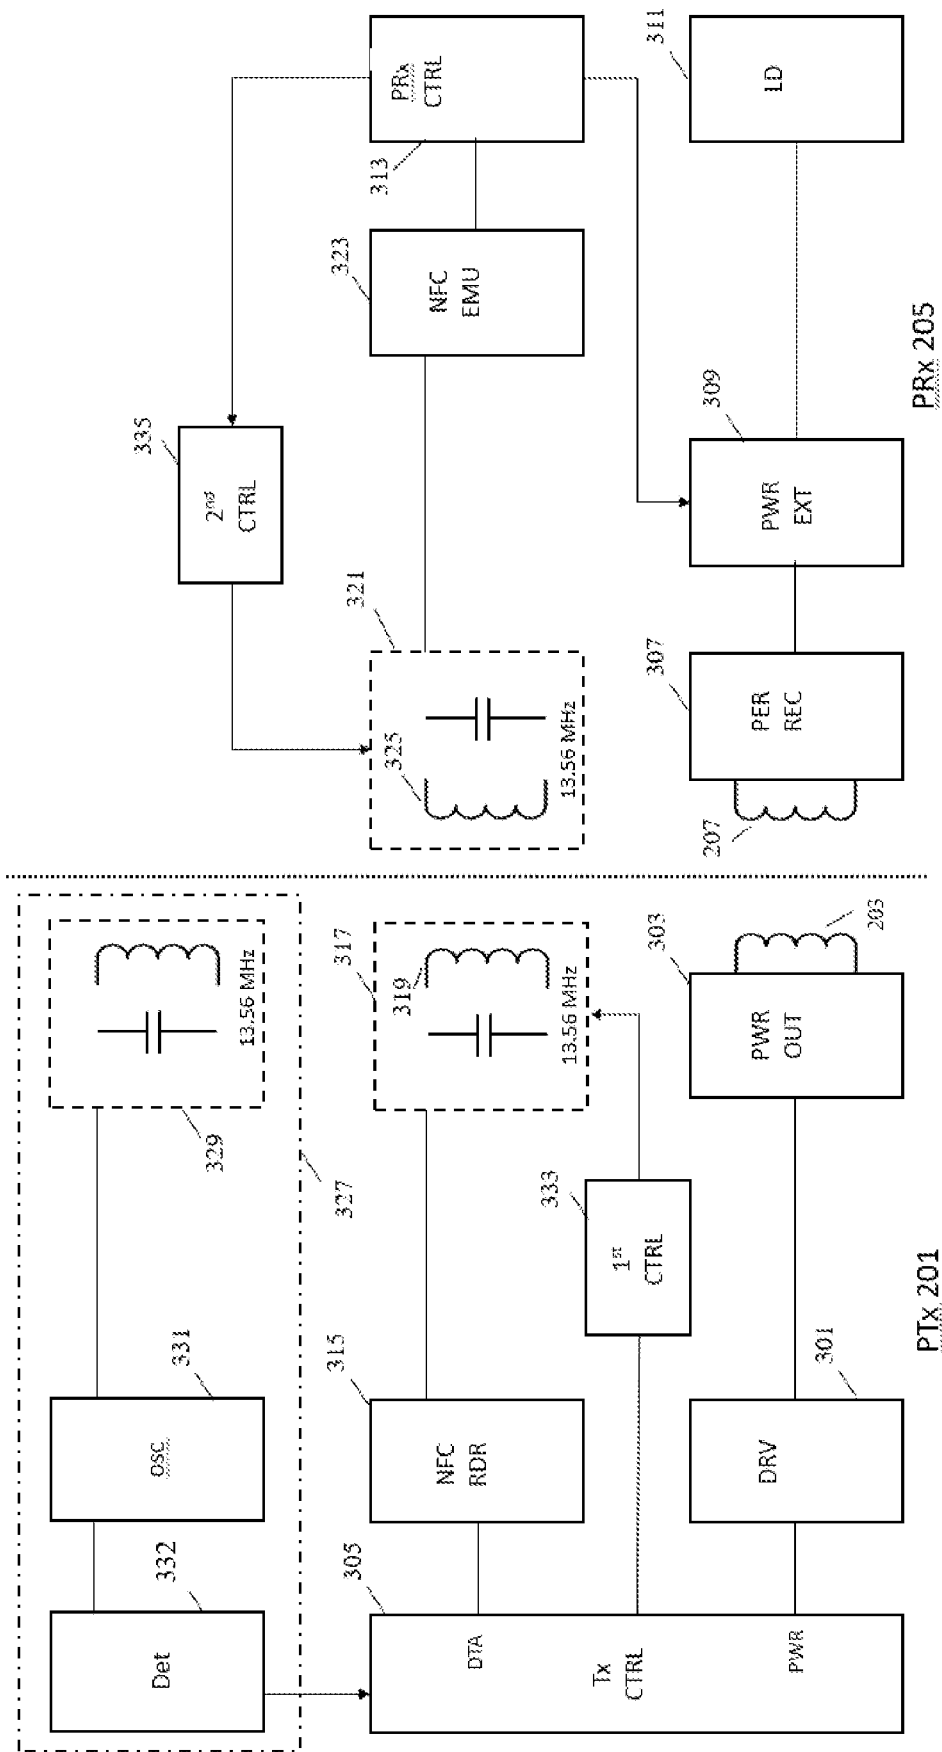 Det
332
OSC
331
329
13.56 MHz
327
Tx
CTRL
DTA
PWR
305
NFC
RDR
315
317
319
13.56 MHz
1st
CTRL
333
DRV
301
PWR
OUT
303
203
PTx 201
2nd
CTRL
335
321
325
13.56 MHz
NFC
EMU
323
PRx
CTRL
313
207
PER
REC
307
PWR
EXT
309
LD
311
PRx 205